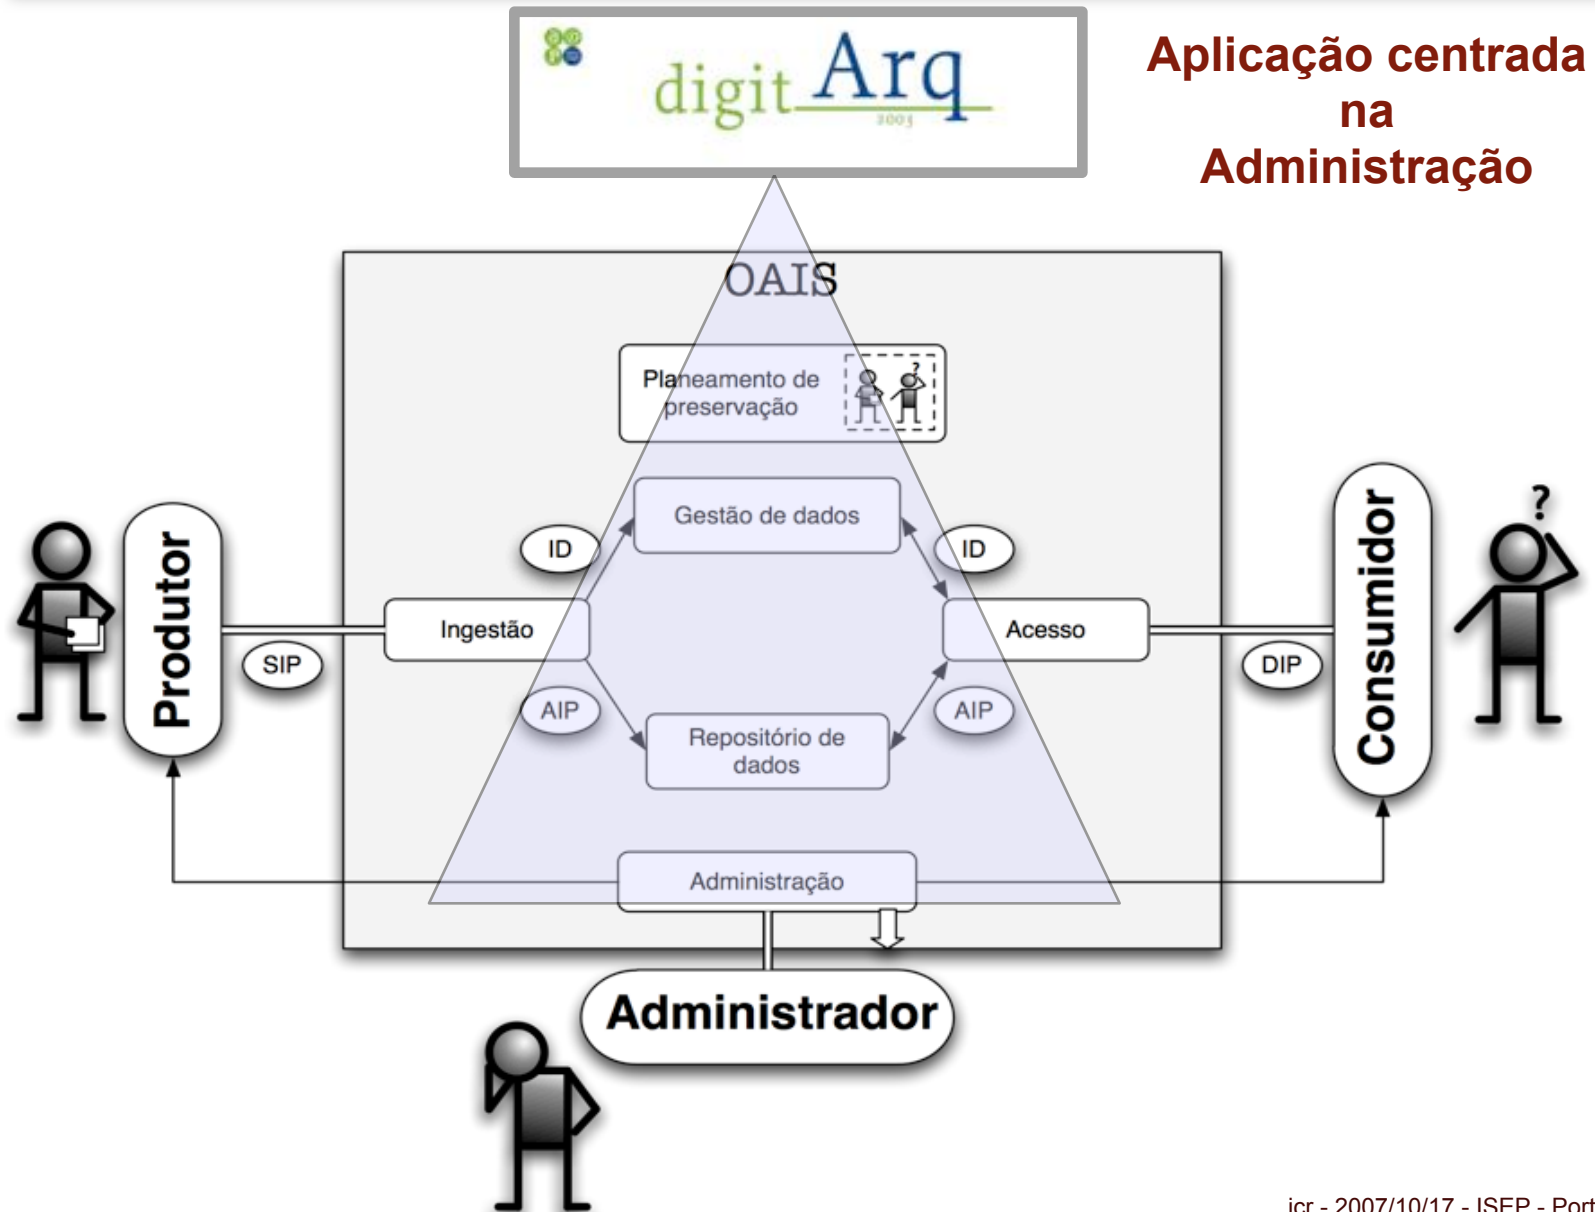 digitArq
2003
Aplicação centrada
na
Administração
OAIS
Planeamento de
preservação
?
Gestão de dados
ID
ID
Produtor
SIP
Ingestão
Acesso
DIP
Consumidor
?
AIP
AIP
Repositório de
dados
Administração
Administrador
jcr - 2007/10/17 - ISEP - Port